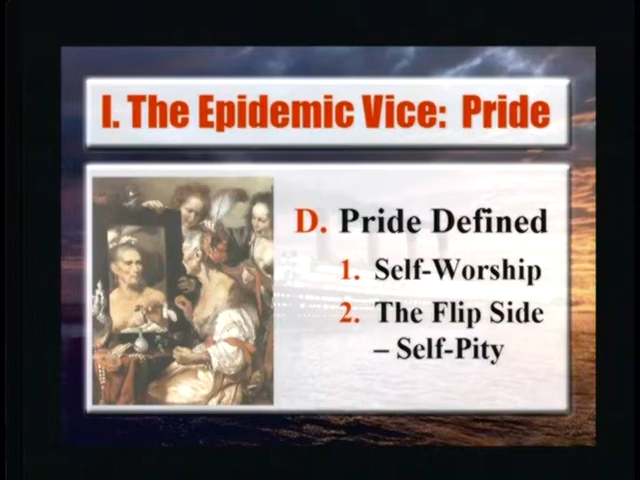 I. The Epidemic Vice: Pride
D. Pride Defined
1. Self-Worship
2. The Flip Side
– Self-Pity